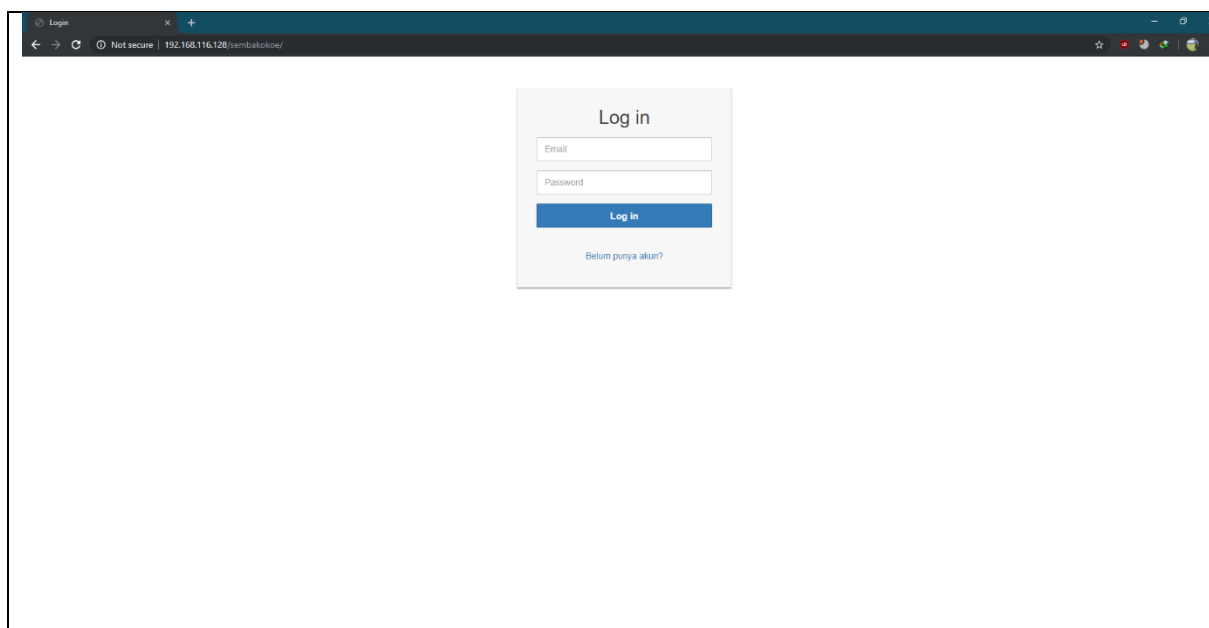 Login
Not secure | 192.168.116.128/sembakokoe/
Log in
Email
Password
Log in
Belum punya akun?